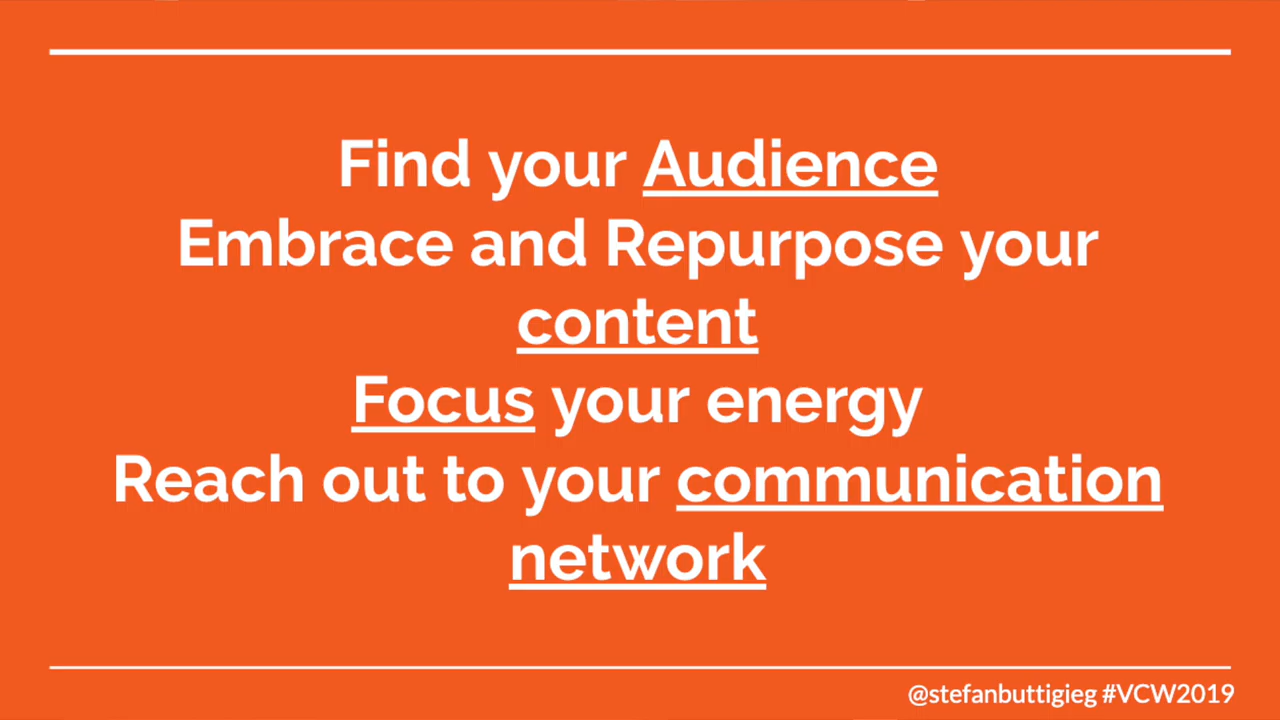 Find your Audience
Embrace and Repurpose your
content
Focus your energy
Reach out to your communication
network
@stefanbuttigieg #VCW2019